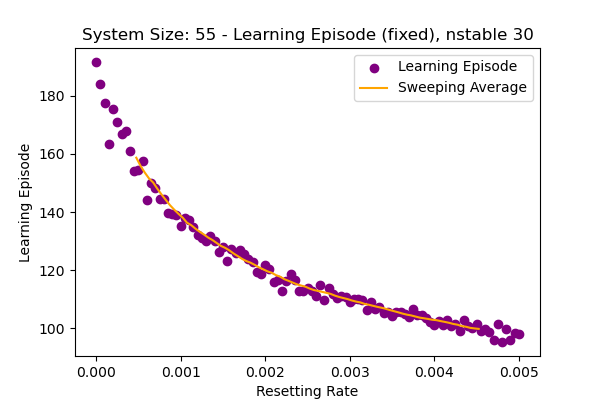 System Size: 55 - Learning Episode (fixed), nstable 30
Learning Episode
Sweeping Average
Learning Episode
180
160
140
120
100
0.000 0.001 0.002 0.003 0.004 0.005
Resetting Rate